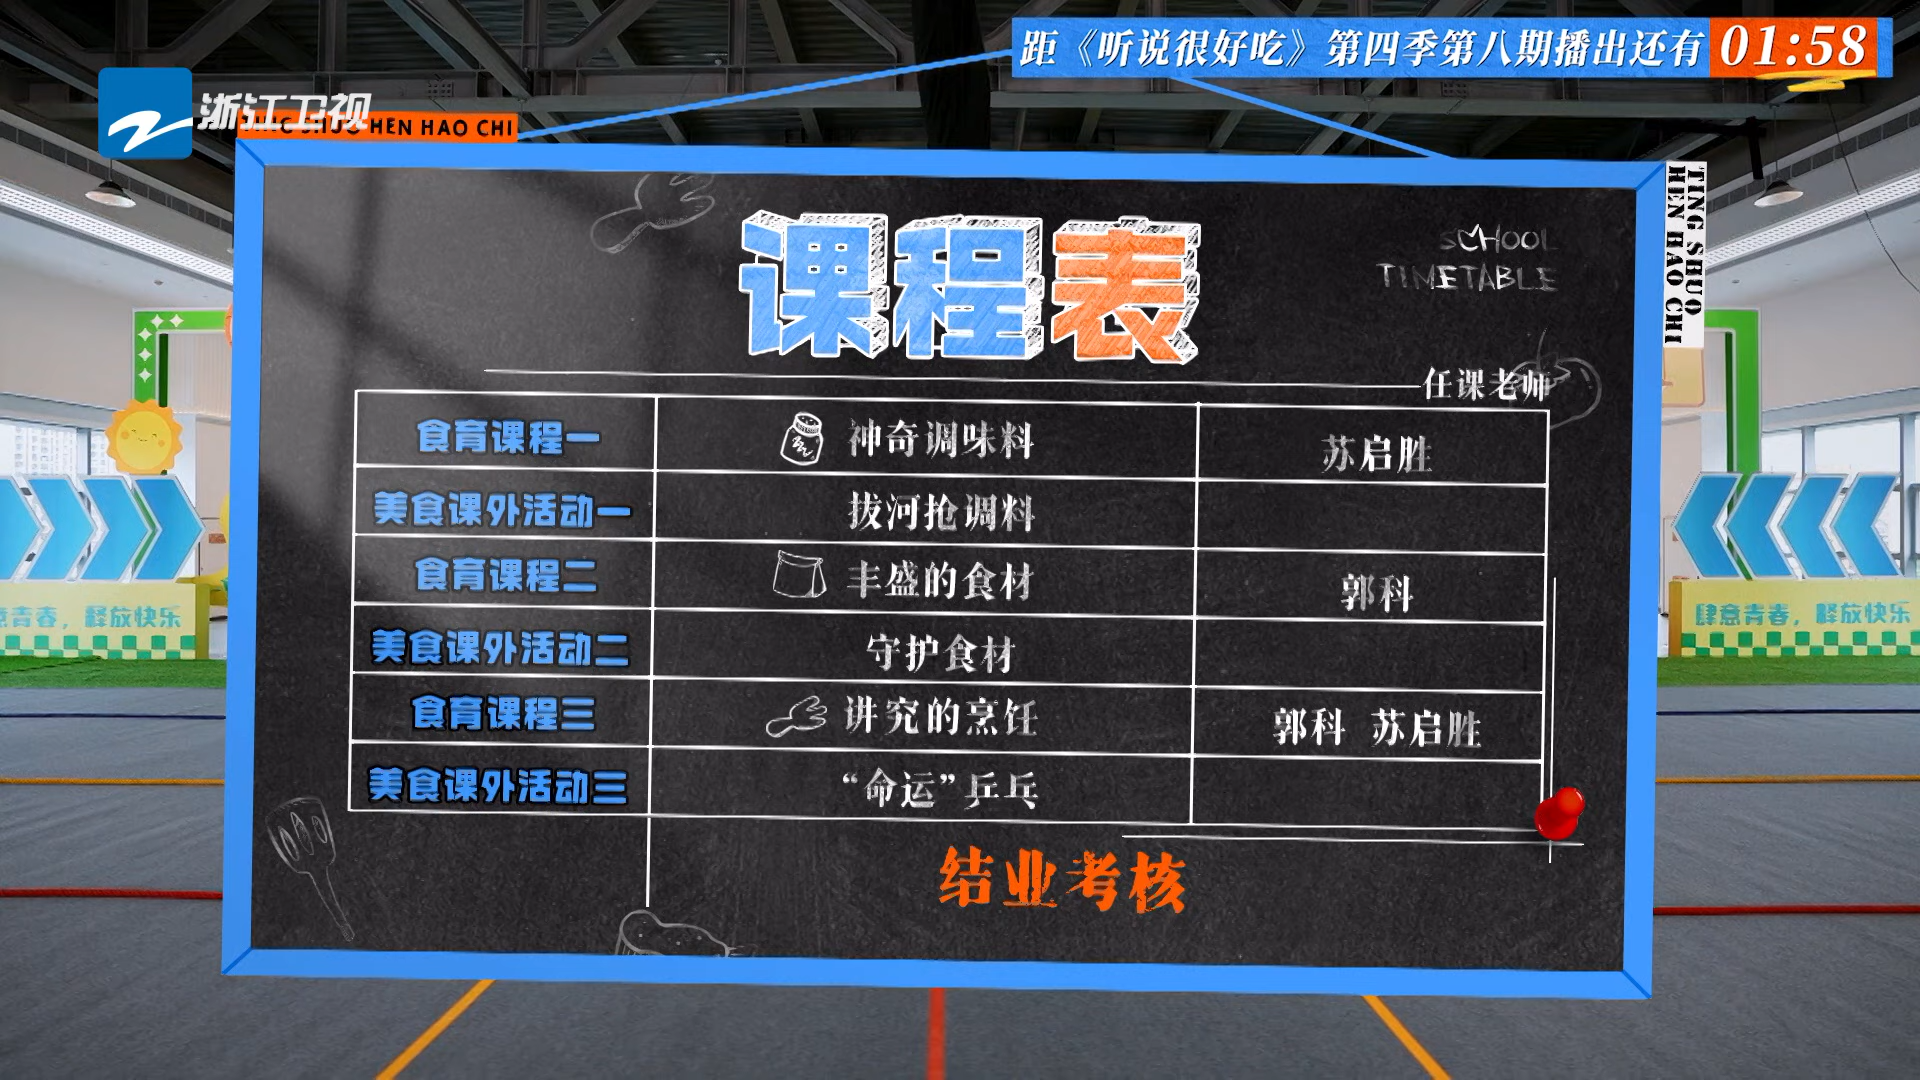 距《听说很好吃》第四季第八期播出还有 01:58
浙江卫视
HEN HAO CHI
TING SHUO
HEN HAO CHI
课程表
SCHOOL
TIMETABLE
任课老师
食育课程一 神奇调味料 苏启胜
美食课外活动一 拔河抢调料
食育课程二 丰盛的食材 郭科
美食课外活动二 守护食材
食育课程三 讲究的烹饪 郭科 苏启胜
美食课外活动三 “命运”乒乓
结业考核
意青春，释放快乐
肆意青春，释放快乐